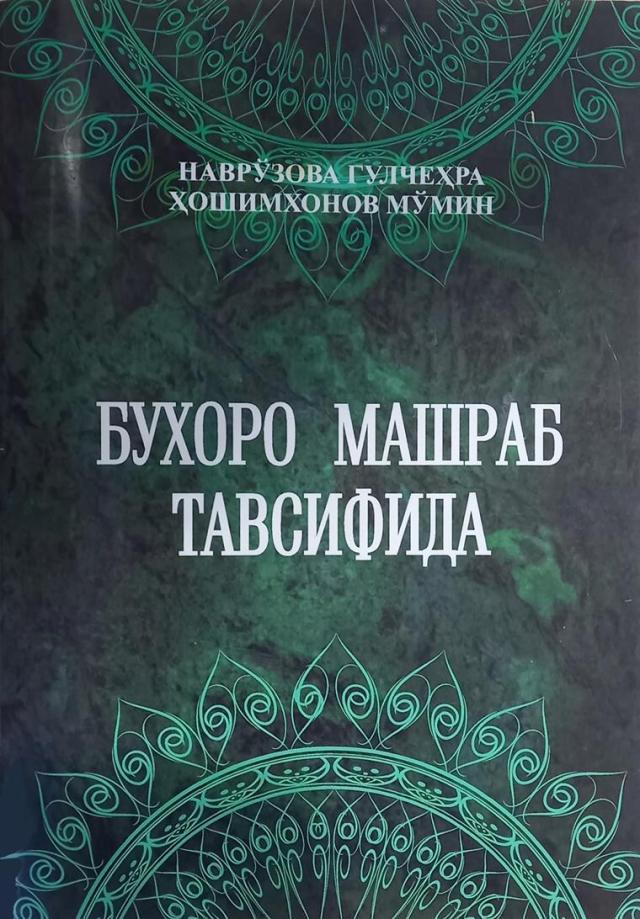 НАВРЎЗОВА ГУЛЧЕҲРА
ҲОШИМХОНОВ МЎМИН
БУХОРО МАШРАБ
ТАВСИФИДА